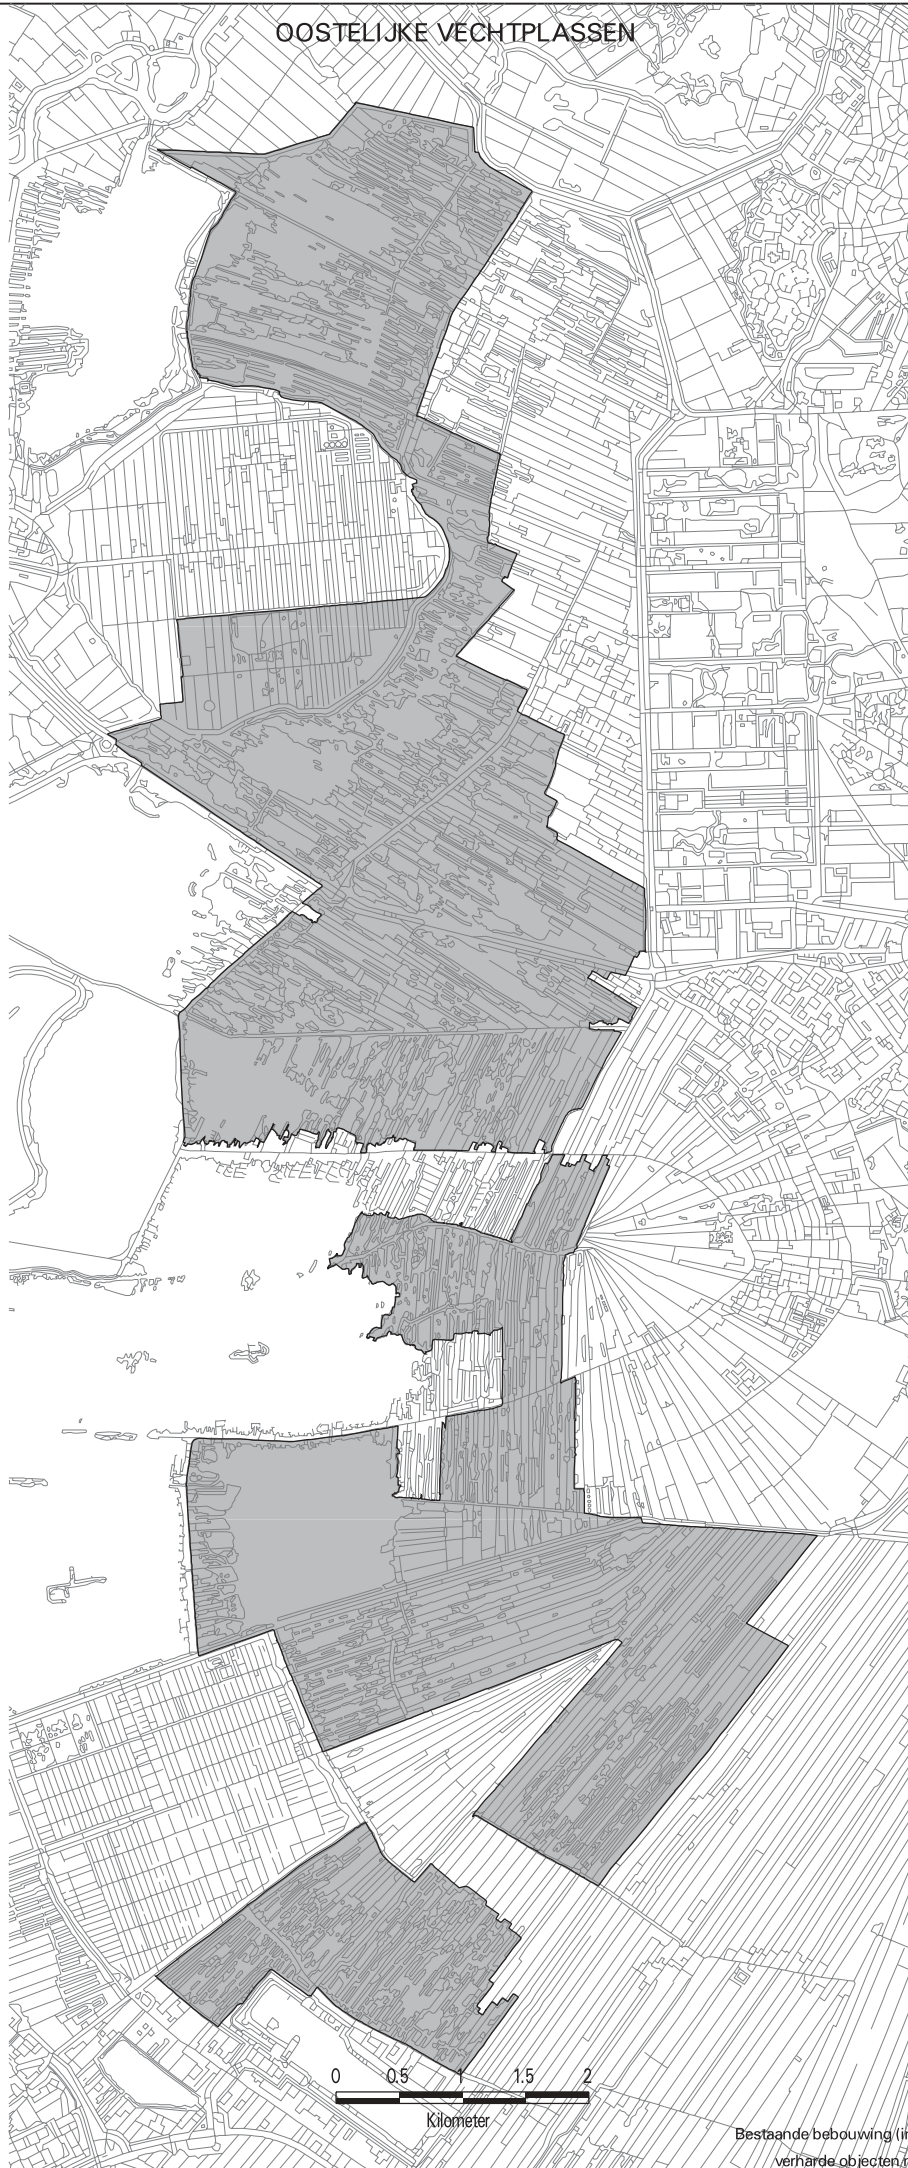 OOSTELIJKE VECHTPLASSEN
0 0.5 1 1.5 2
Kilometer
Bestaande bebouwing (
verharde objecten